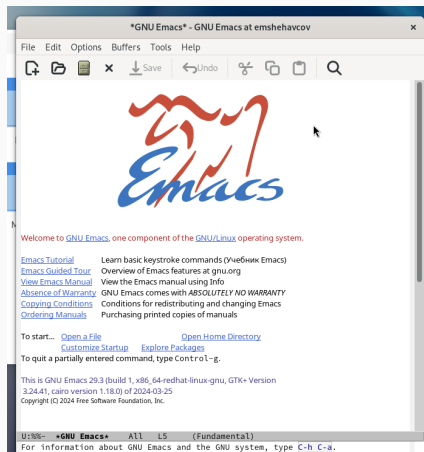 *GNU Emacs* - GNU Emacs at emshehavcov
File Edit Options Buffers Tools Help
Save Undo
Emacs
Welcome to GNU Emacs, one component of the GNU/Linux operating system.
Emacs Tutorial Learn basic keystroke commands (Учебник Emacs)
Emacs Guided Tour Overview of Emacs features at gnu.org
View Emacs Manual View the Emacs manual using Info
Absence of Warranty GNU Emacs comes with ABSOLUTELY NO WARRANTY
Copying Conditions Conditions for redistributing and changing Emacs
Ordering Manuals Purchasing printed copies of manuals
To start... Open a File Open Home Directory
Customize Startup Explore Packages
To quit a partially entered command, type Control-g.
This is GNU Emacs 29.3 (build 1, x86_64-redhat-linux-gnu, GTK+ Version
3.24.41, cairo version 1.18.0) of 2024-03-25
Copyright (C) 2024 Free Software Foundation, Inc.
U:%%- *GNU Emacs* All L5 (Fundamental)
For information about GNU Emacs and the GNU system, type C-h C-a.